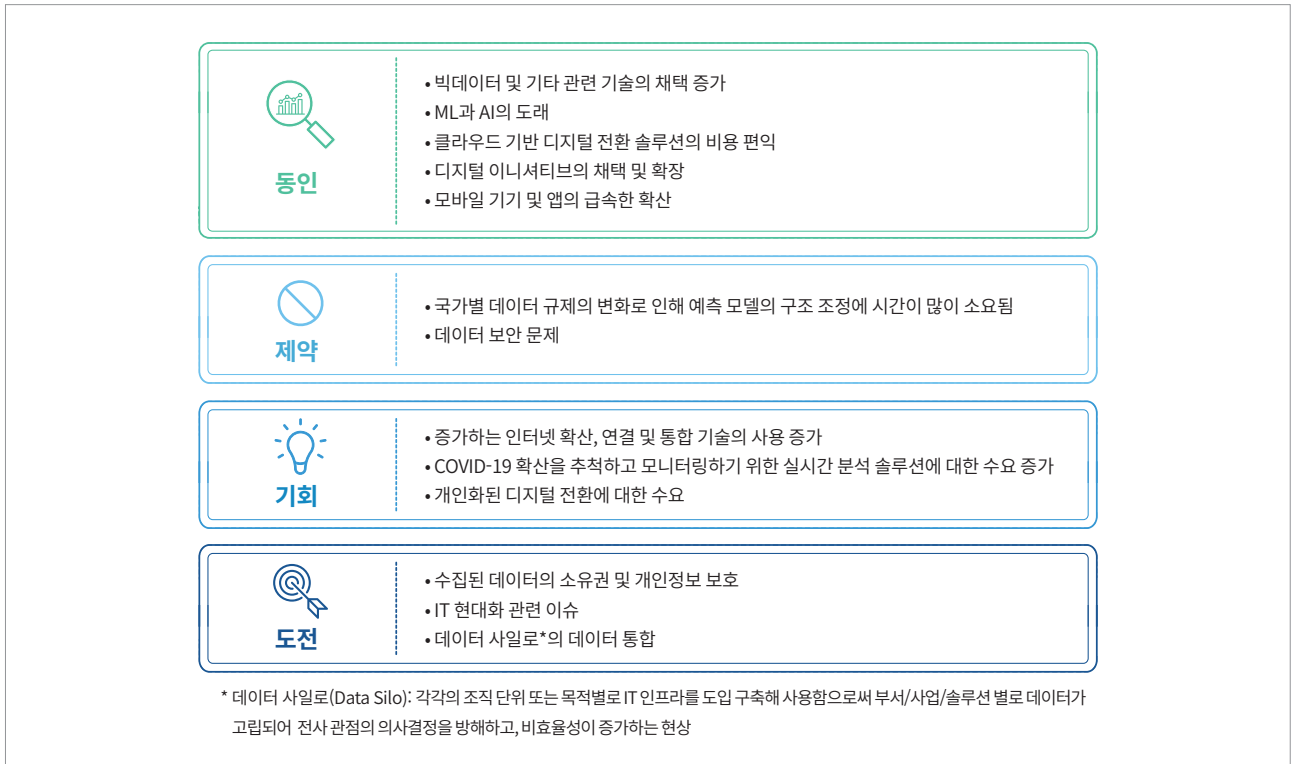 동인
• 빅데이터 및 기타 관련 기술의 채택 증가
• ML과 AI의 도래
• 클라우드 기반 디지털 전환 솔루션의 비용 편익
• 디지털 이니셔티브의 채택 및 확장
• 모바일 기기 및 앱의 급속한 확산
제약
• 국가별 데이터 규제의 변화로 인해 예측 모델의 구조 조정에 시간이 많이 소요됨
• 데이터 보안 문제
기회
• 증가하는 인터넷 확산, 연결 및 통합 기술의 사용 증가
• COVID-19 확산을 추척하고 모니터링하기 위한 실시간 분석 솔루션에 대한 수요 증가
• 개인화된 디지털 전환에 대한 수요
도전
• 수집된 데이터의 소유권 및 개인정보 보호
• IT 현대화 관련 이슈
• 데이터 사일로*의 데이터 통합
* 데이터 사일로(Data Silo): 각각의 조직 단위 또는 목적별로 IT 인프라를 도입 구축해 사용함으로써 부서/사업/솔루션 별로 데이터가
고립되어 전사 관점의 의사결정을 방해하고, 비효율성이 증가하는 현상